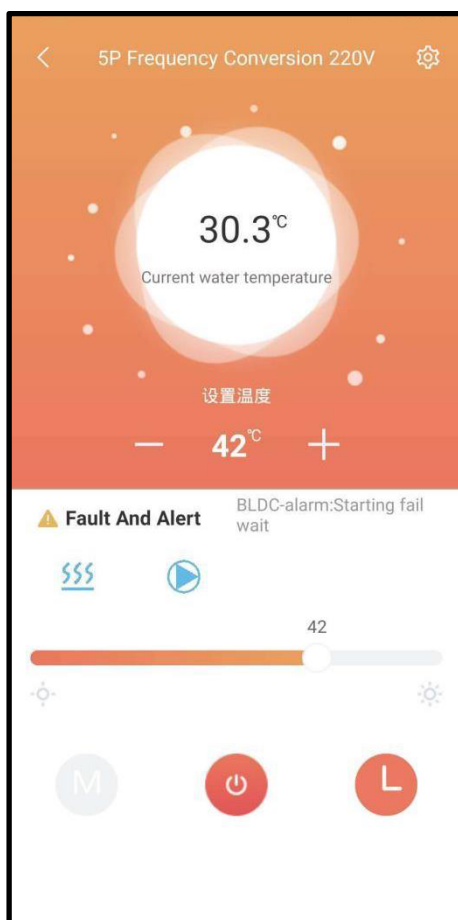 5P Frequency Conversion 220V
30.3℃
Current water temperature
设置温度
42℃
Fault And Alert
BLDC-alarm:Starting fail
wait
42
M